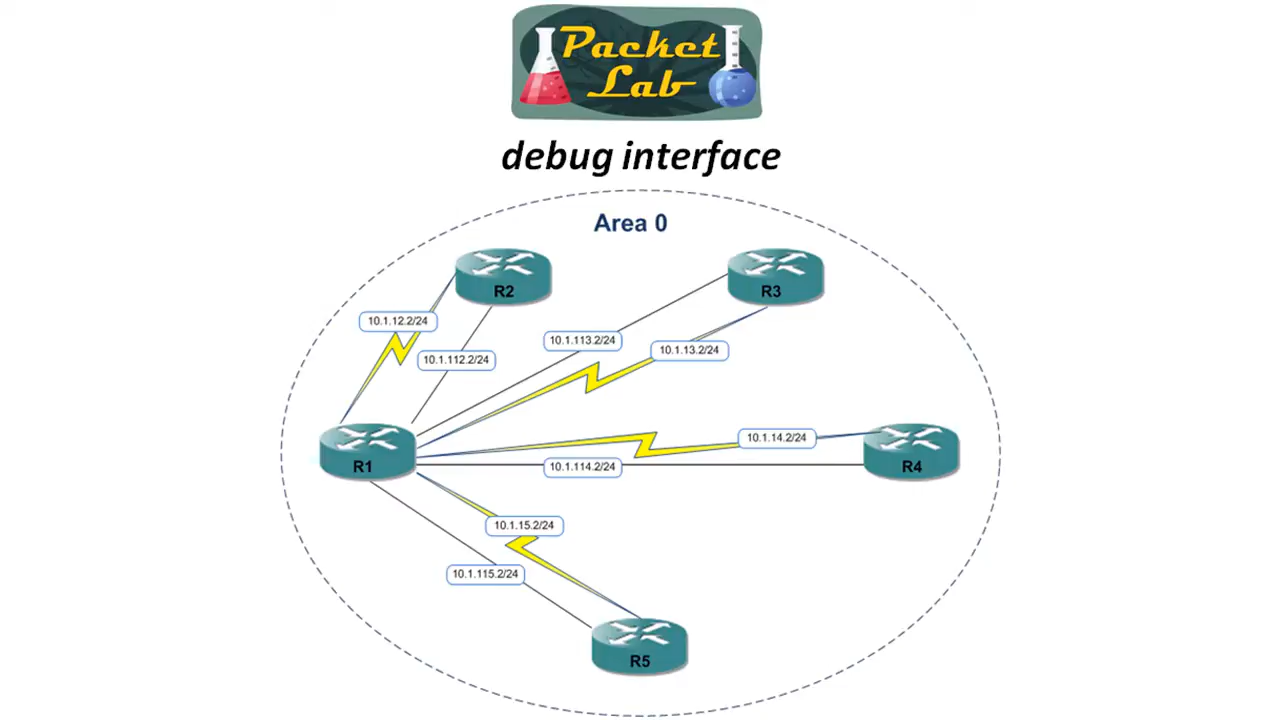 Packet
Lab
debug interface
Area 0
R2
R3
10.1.12.2/24
10.1.113.2/24
10.1.13.2/24
10.1.112.2/24
10.1.14.2/24
R1
10.1.114.2/24
R4
10.1.15.2/24
10.1.115.2/24
R5